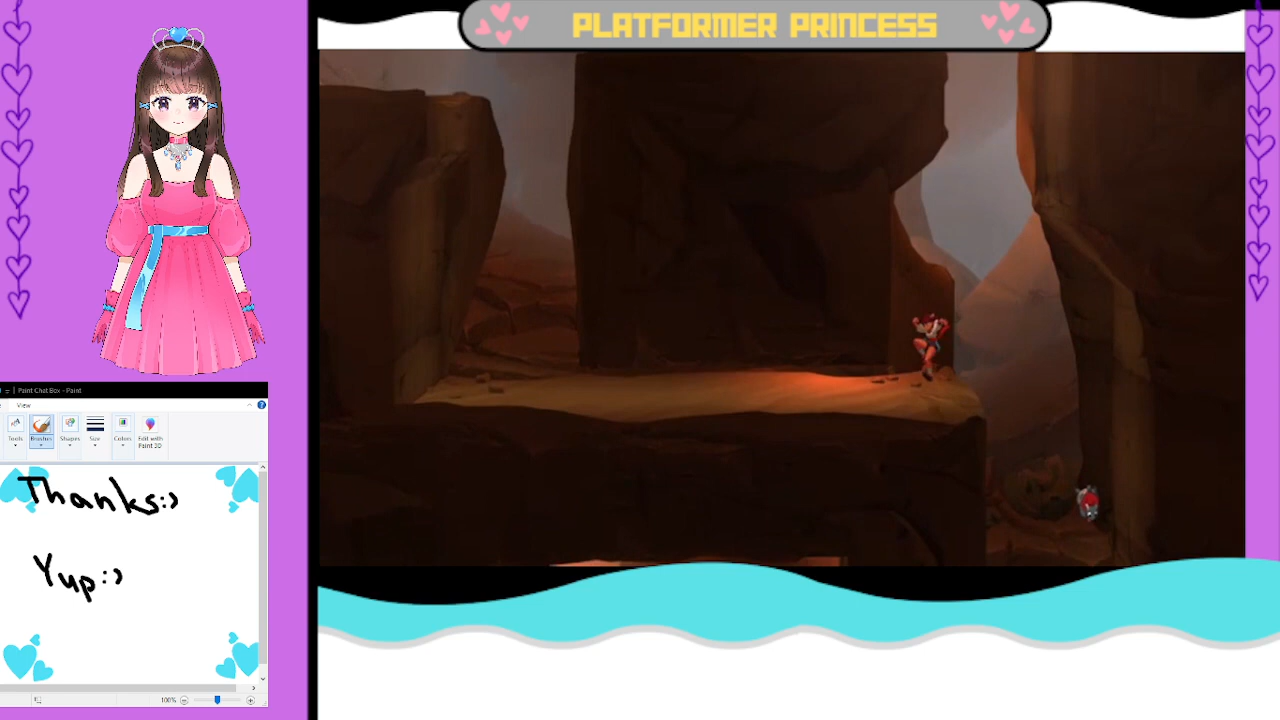 PLATFORMER PRINCESS
Paint Chat Box - Paint
View
Tools
Brushes
Shapes
Size
Colors
Edit with
Paint 3D
Thanks:)
Yup:)
100%